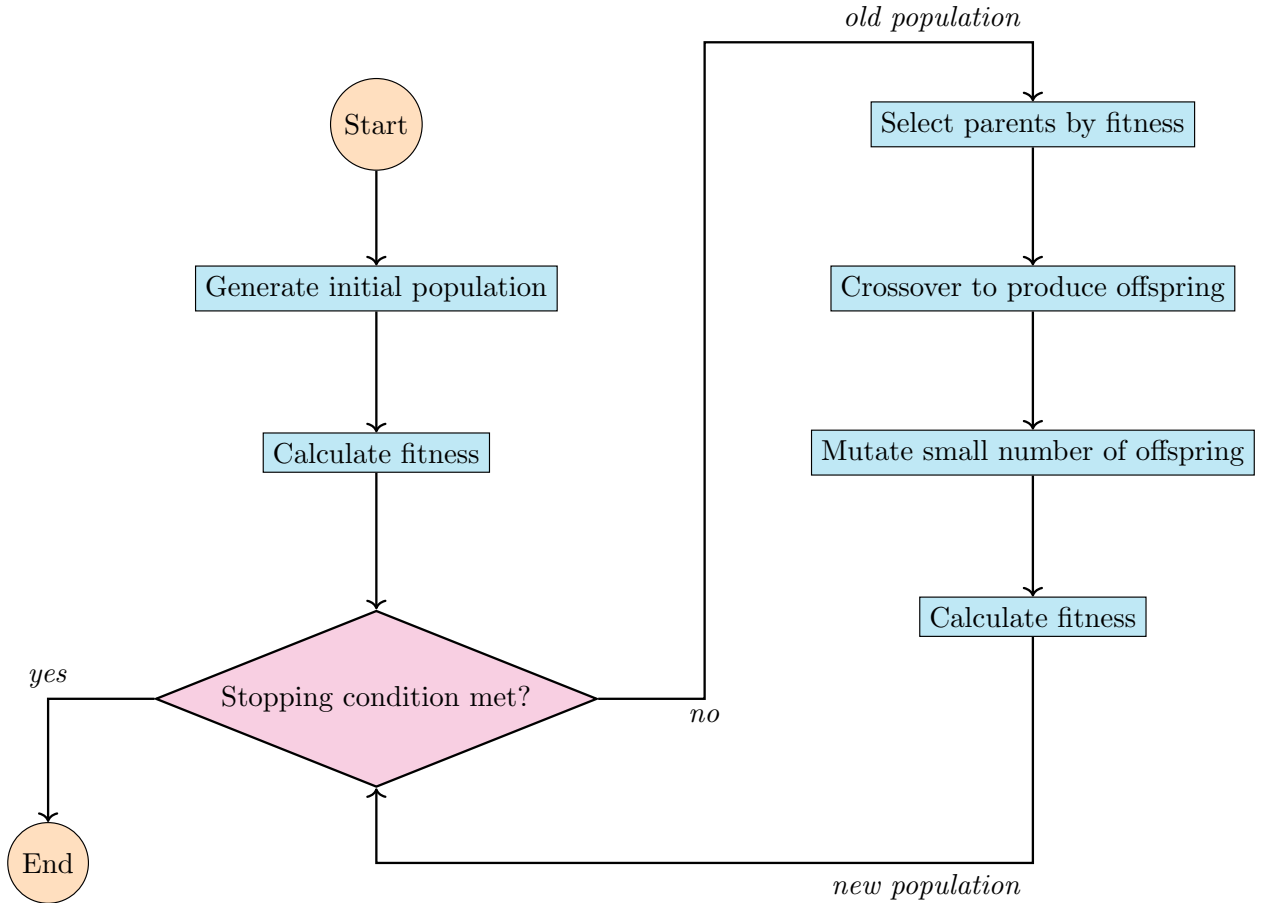 Start
Generate initial population
Calculate fitness
Stopping condition met?
yes
End
no
old population
Select parents by fitness
Crossover to produce offspring
Mutate small number of offspring
Calculate fitness
new population